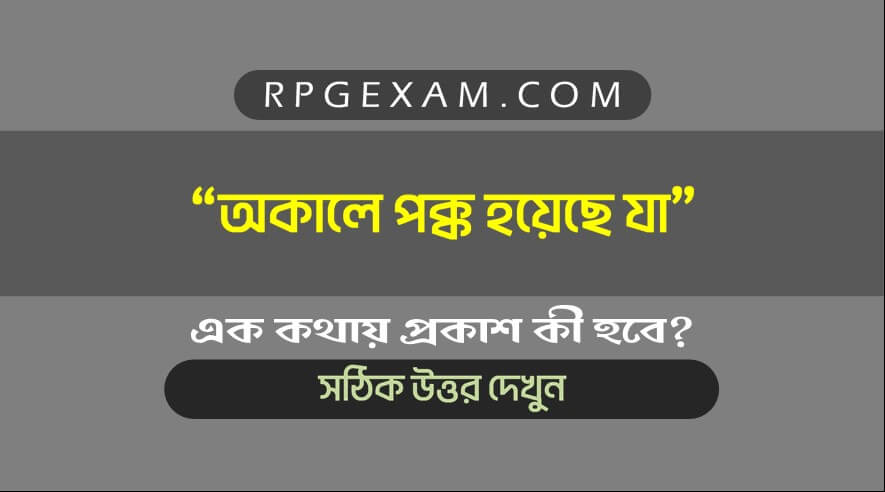 RPGEXAM.COM
“অকালে পক্ক হয়েছে যা”
এক কথায় প্রকাশ কী হবে?
সঠিক উত্তর দেখুন